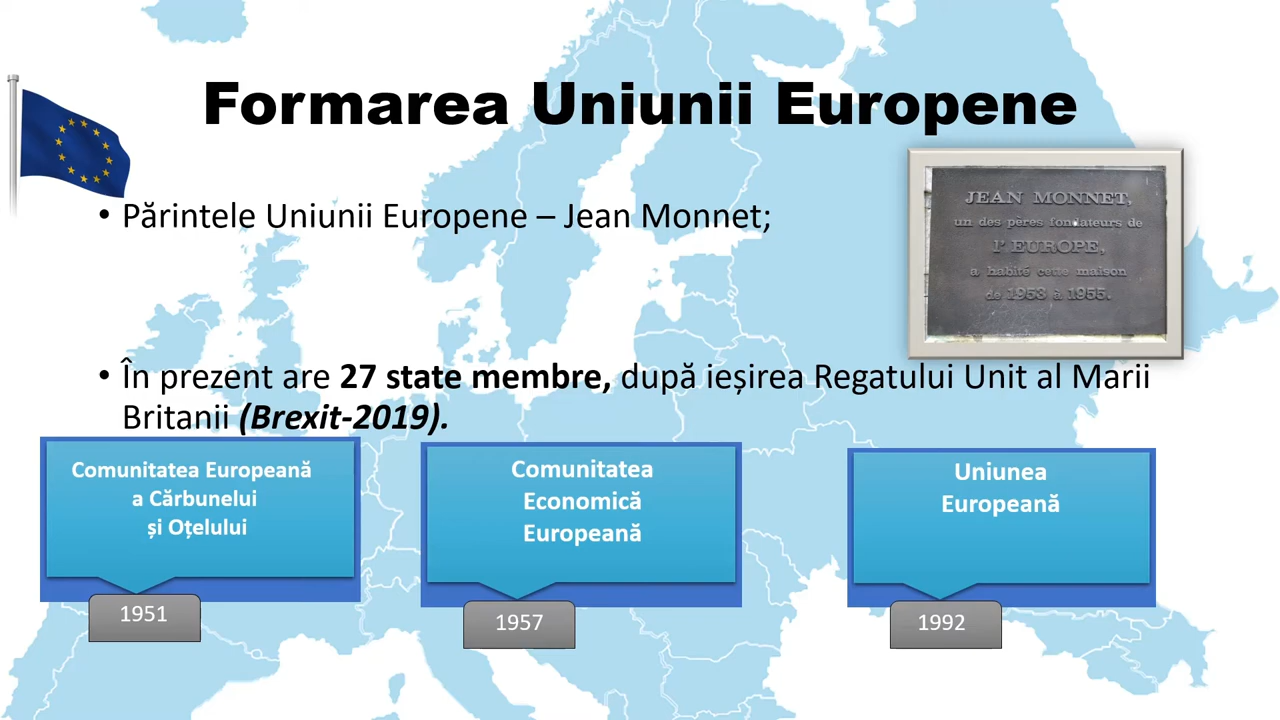 Formarea Uniunii Europene
• Părintele Uniunii Europene – Jean Monnet;
JEAN MONNET,
un des pères fondateurs de
l'EUROPE,
a habité cette maison
de 1953 à 1955.
• În prezent are 27 state membre, după ieșirea Regatului Unit al Marii
Britanii (Brexit-2019).
Comunitatea Europeană
a Cărbunelui
și Oțelului
1951
Comunitatea
Economică
Europeană
1957
Uniunea
Europeană
1992